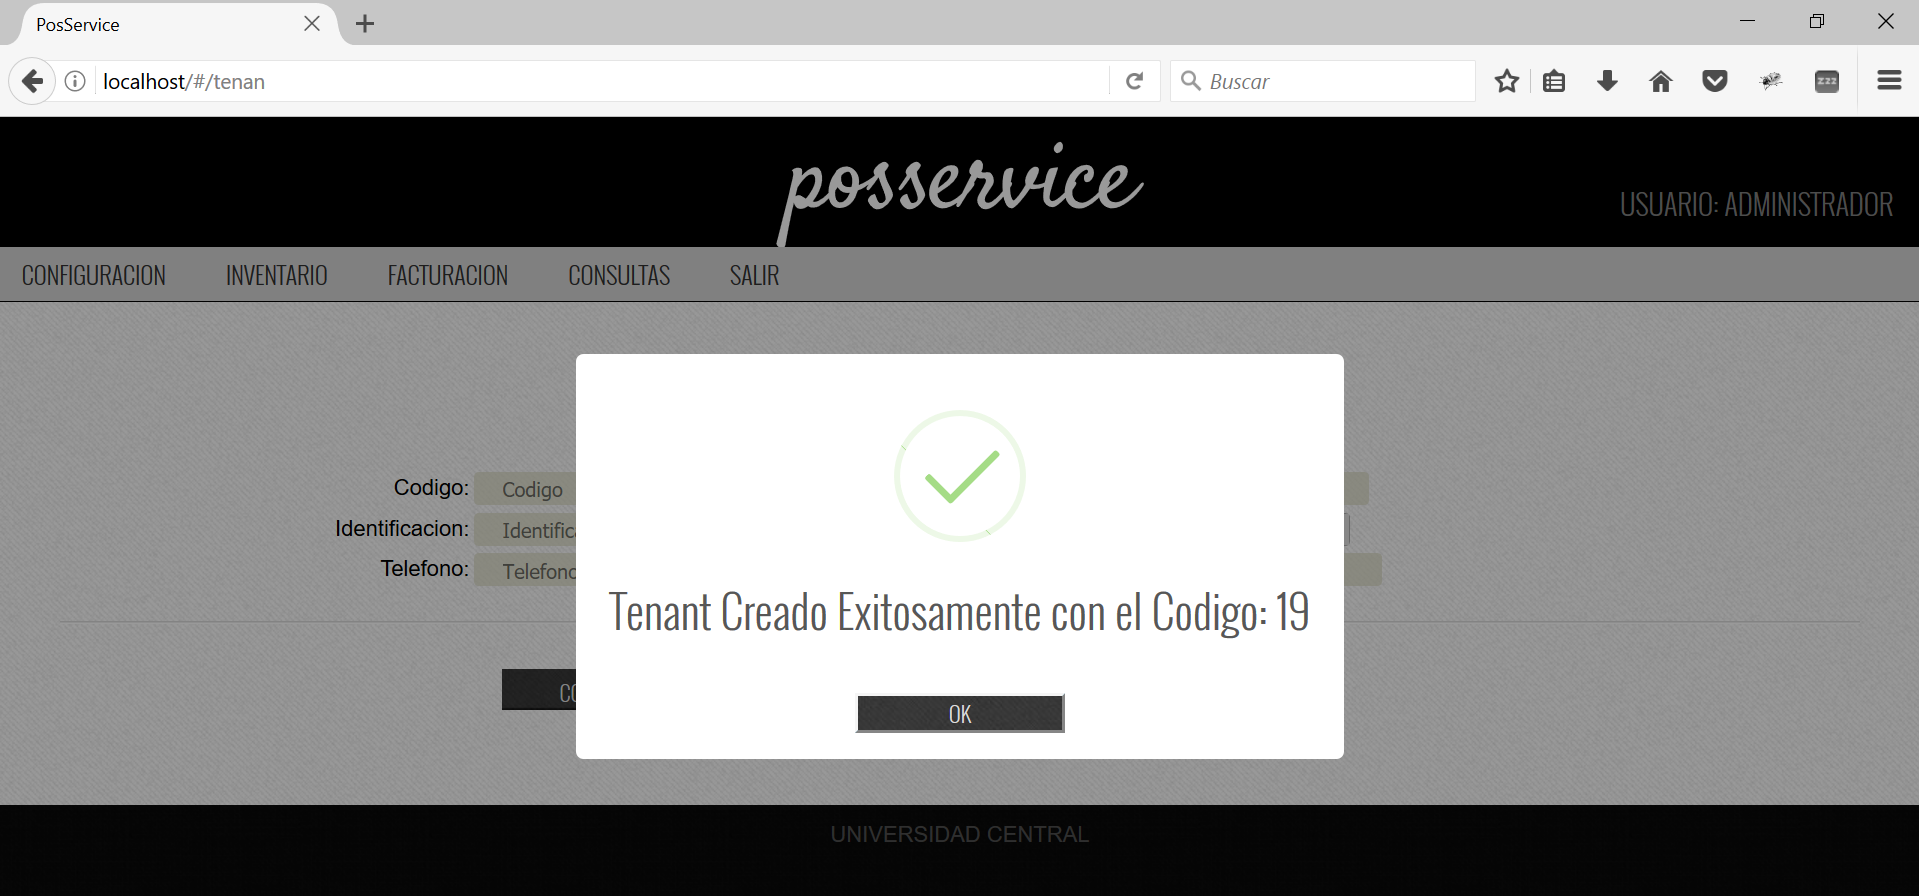 PosService
localhost/#/tenan
Buscar
zzz
posservice
USUARIO: ADMINISTRADOR
CONFIGURACION INVENTARIO FACTURACION CONSULTAS SALIR
Codigo: Codigo
Identificacion: Identific
Telefono: Telefono
Tenant Creado Exitosamente con el Codigo: 19
CO
OK
UNIVERSIDAD CENTRAL